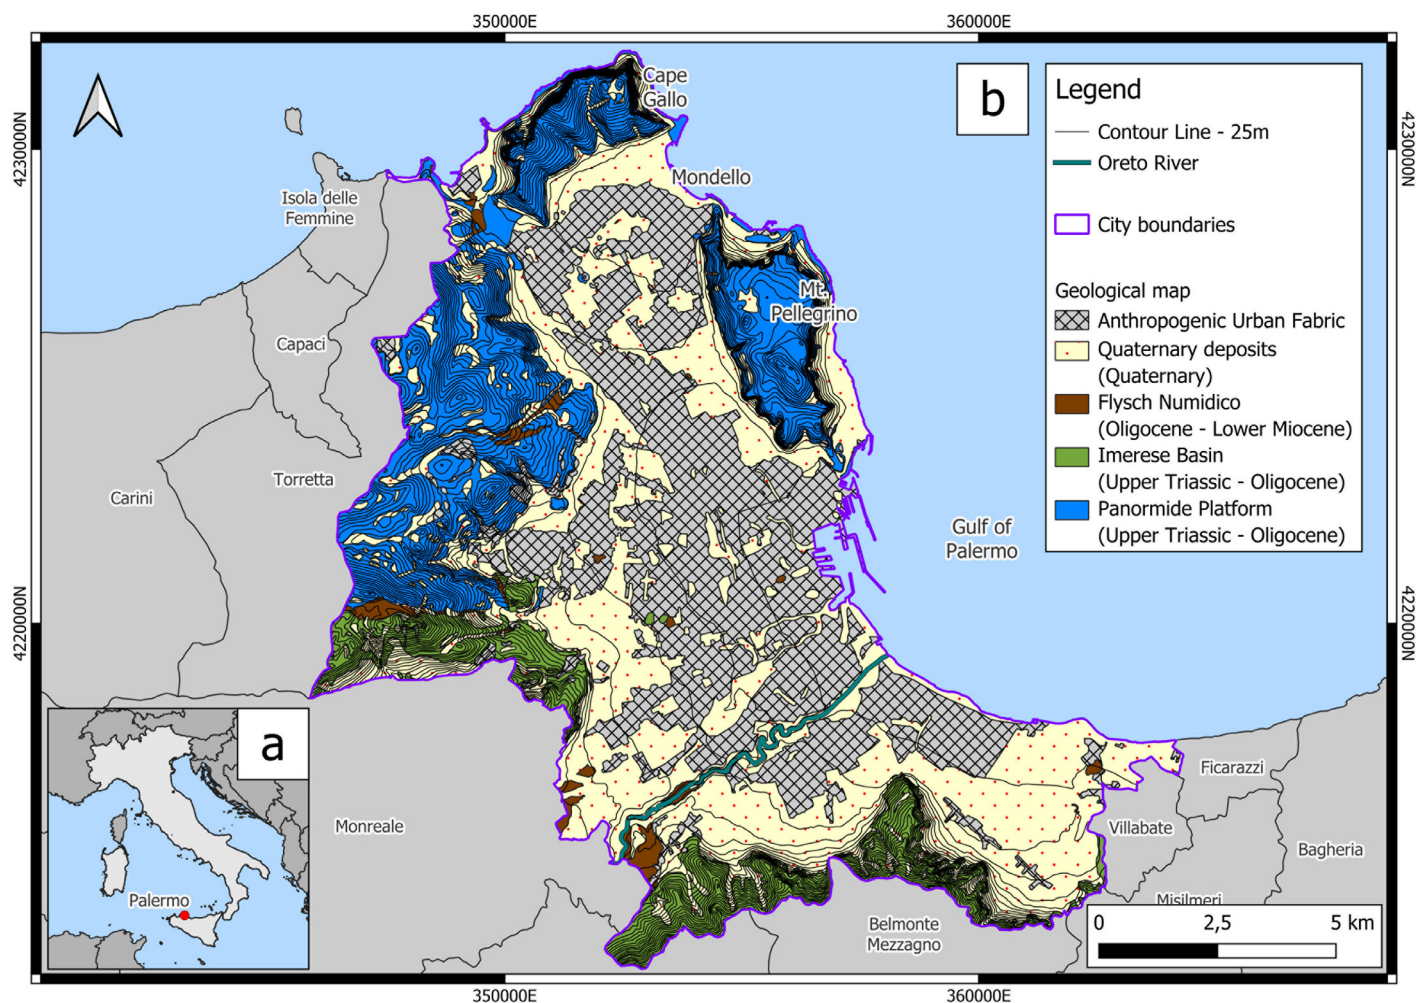 350000E
360000E
4230000N
4230000N
Cape
Gallo
b
Legend
Contour Line - 25m
Oreto River
City boundaries
Geological map
Anthropogenic Urban Fabric
Quaternary deposits
(Quaternary)
Flysch Numidico
(Oligocene - Lower Miocene)
Imerese Basin
(Upper Triassic - Oligocene)
Panormide Platform
(Upper Triassic - Oligocene)
Mondello
Isola delle
Femmine
Mt.
Pellegrino
Capaci
Torretta
Carini
Gulf of
Palermo
4220000N
4220000N
a
Palermo
Monreale
Ficarazzi
Villabate
Bagheria
Misilmeri
Belmonte
Mezzagno
0 2,5 5 km
350000E
360000E